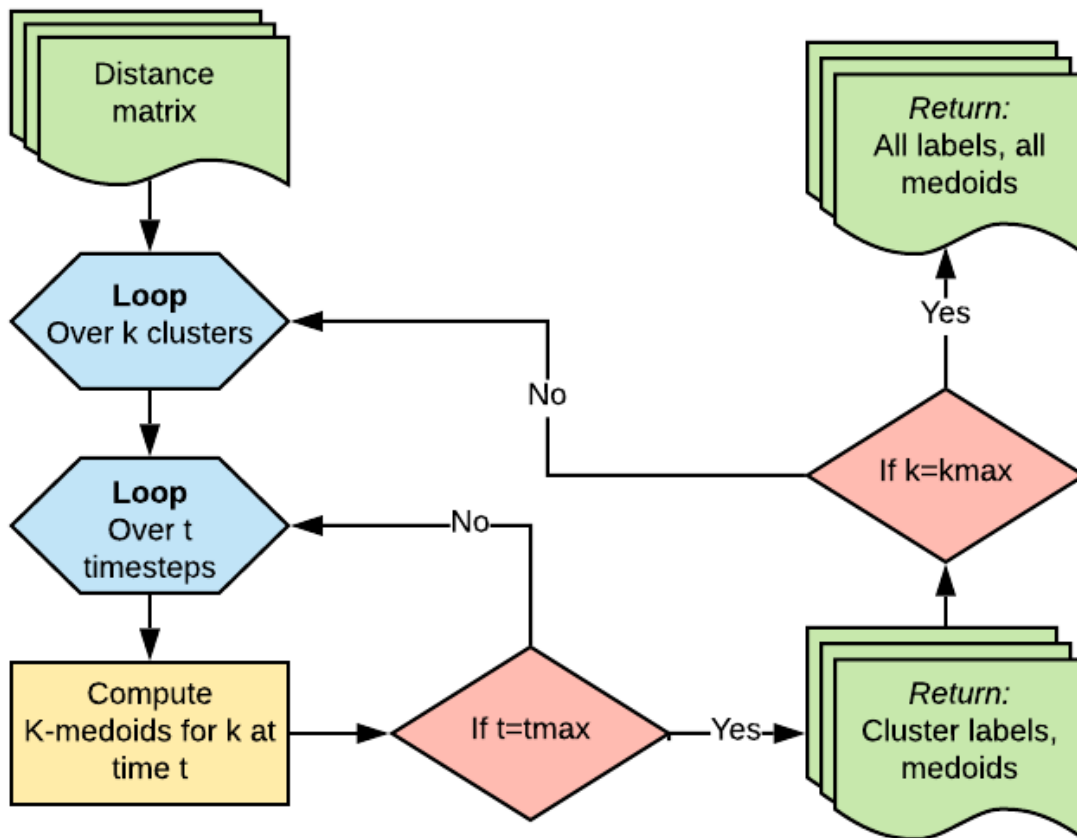 Distance
matrix
Loop
Over k clusters
Loop
Over t
timesteps
Compute
K-medoids for k at
time t
No
If t=tmax
Yes
Return:
Cluster labels,
medoids
If k=kmax
No
Yes
Return:
All labels, all
medoids